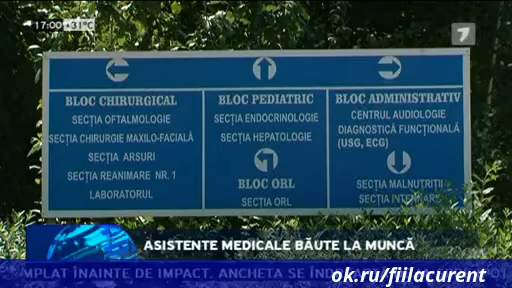 17:00 +31°C
7
BLOC CHIRURGICAL
SECȚIA OFTALMOLOGIE
SECȚIA CHIRURGIE MAXILO-FACIALĂ
SECȚIA ARSURI
SECȚIA REANIMARE NR. 1
LABORATORUL
BLOC PEDIATRIC
SECȚIA ENDOCRINOLOGIE
SECȚIA HEPATOLOGIE
BLOC ORL
SECȚIA ORL
BLOC ADMINISTRATIV
CENTRUL AUDIOLOGIE
DIAGNOSTICĂ FUNCȚIONALĂ
(USG, ECG)
SECȚIA MALNUTRIȚII
SECȚIA
ASISTENTE MEDICALE BĂUTE LA MUNCĂ
MPLAT ÎNAINTE DE IMPACT. ANCHETA SE
ok.ru/fiilacurent